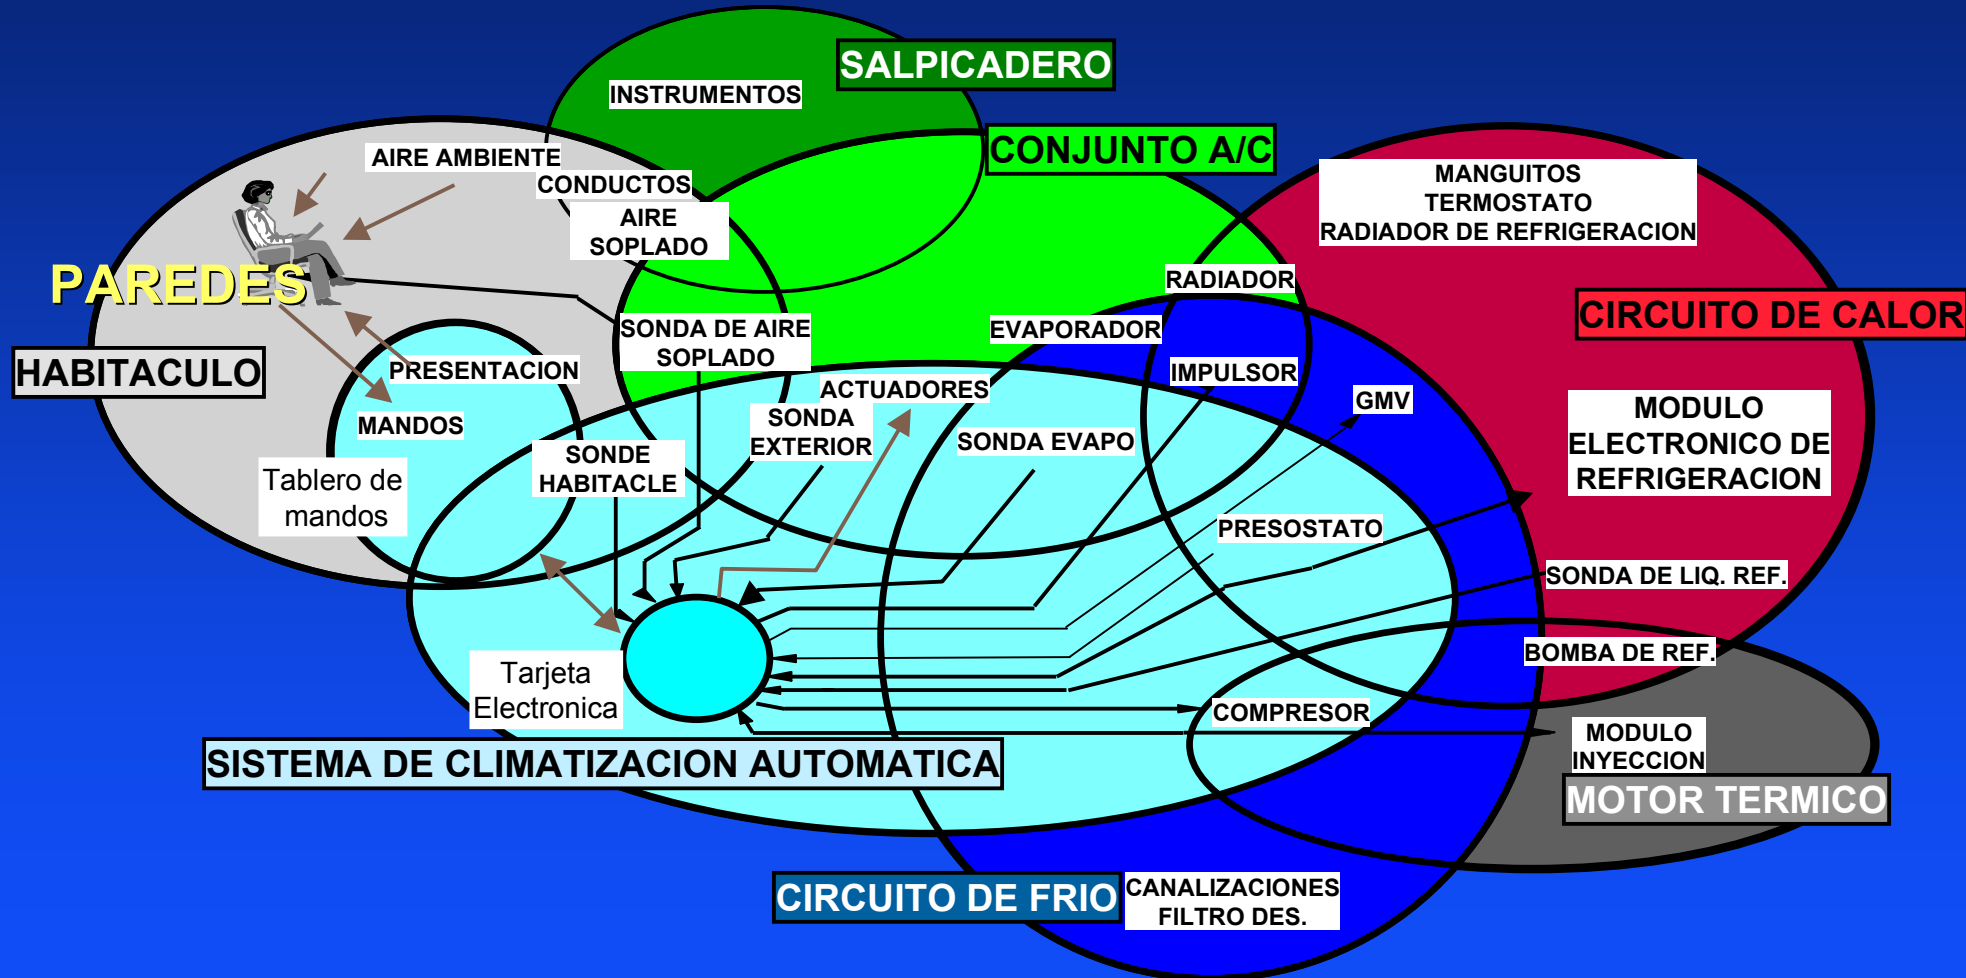 SALPICADERO
INSTRUMENTOS
CONJUNTO A/C
AIRE AMBIENTE
CONDUCTOS
AIRE
SOPLADO
MANGUITOS
TERMOSTATO
RADIADOR DE REFRIGERACION
PAREDES
RADIADOR
CIRCUITO DE CALOR
SONDA DE AIRE
SOPLADO
EVAPORADOR
HABITACULO
PRESENTACION
IMPULSOR
ACTUADORES
GMV
MANDOS
SONDA
EXTERIOR
SONDA EVAPO
MODULO
ELECTRONICO DE
REFRIGERACION
SONDE
HABITACLE
Tablero de
mandos
PRESOSTATO
SONDA DE LIQ. REF.
BOMBA DE REF.
Tarjeta
Electronica
COMPRESOR
MODULO
INYECCION
SISTEMA DE CLIMATIZACION AUTOMATICA
MOTOR TERMICO
CIRCUITO DE FRIO
CANALIZACIONES
FILTRO DES.